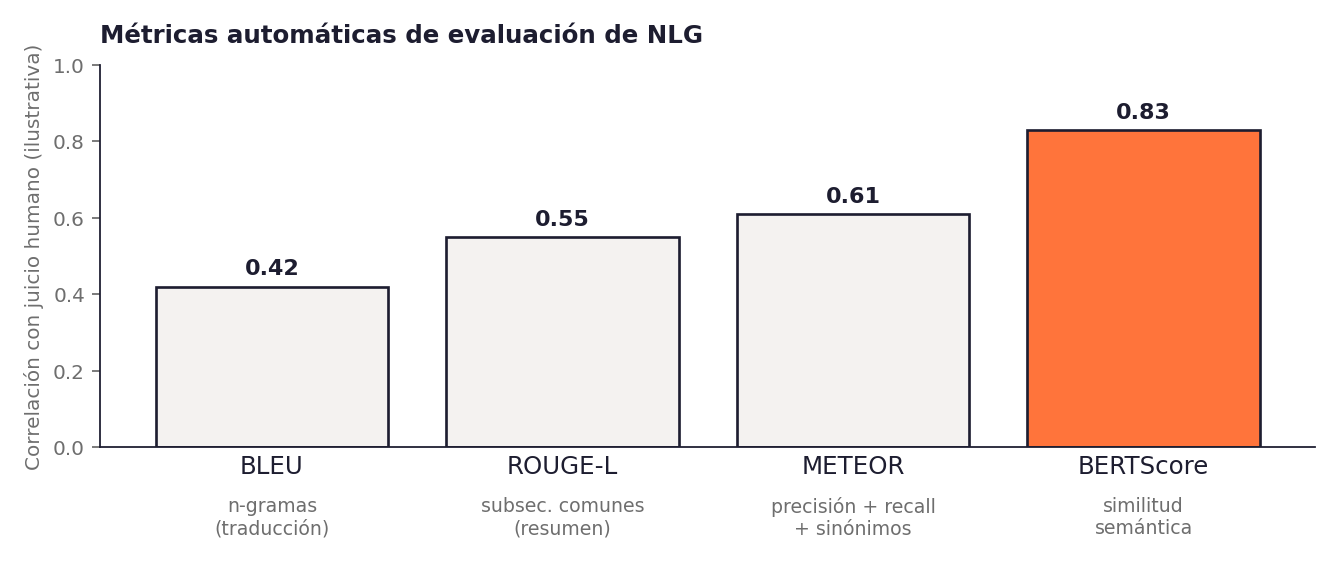 Métricas automáticas de evaluación de NLG
Correlación con juicio humano (ilustrativa)
1.0
0.8
0.6
0.4
0.2
0.0
0.42
0.55
0.61
0.83
BLEU
ROUGE-L
METEOR
BERTScore
n-gramas
(traducción)
subsec. comunes
(resumen)
precisión + recall
+ sinónimos
similitud
semántica